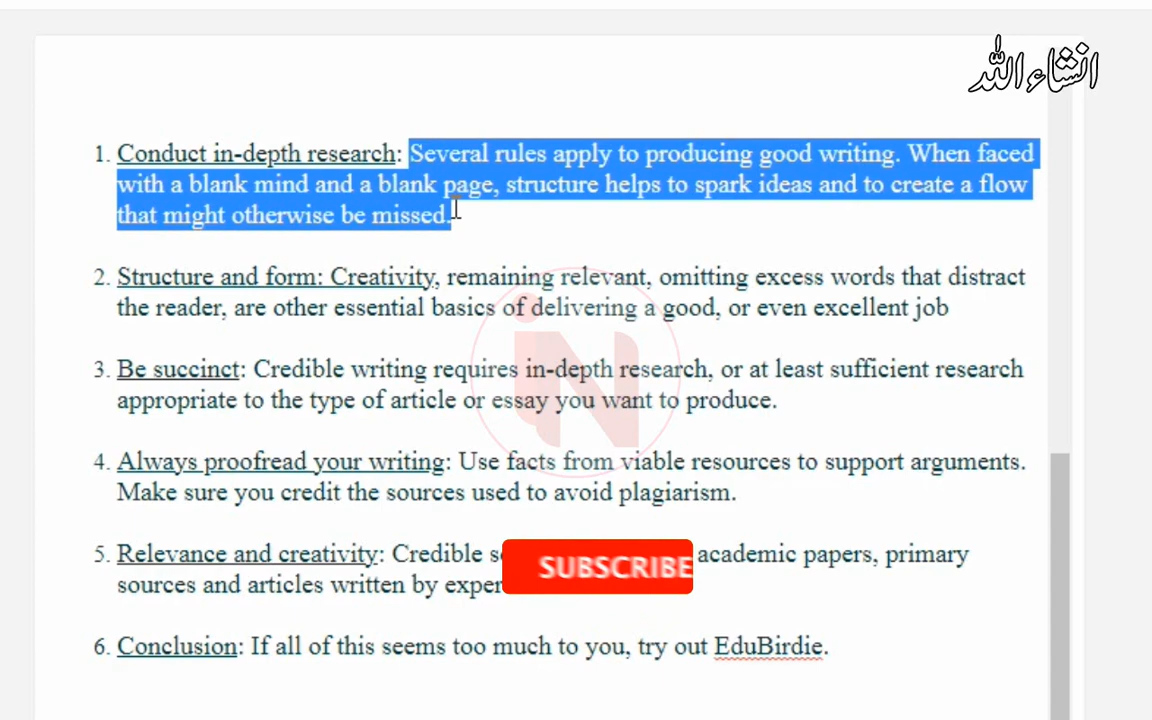 انشاءاللہ
1. Conduct in-depth research: Several rules apply to producing good writing. When faced
with a blank mind and a blank page, structure helps to spark ideas and to create a flow
that might otherwise be missed.
2. Structure and form: Creativity, remaining relevant, omitting excess words that distract
the reader, are other essential basics of delivering a good, or even excellent job
3. Be succinct: Credible writing requires in-depth research, or at least sufficient research
appropriate to the type of article or essay you want to produce.
4. Always proofread your writing: Use facts from viable resources to support arguments.
Make sure you credit the sources used to avoid plagiarism.
5. Relevance and creativity: Credible academic papers, primary
sources and articles written by
SUBSCRIBE
6. Conclusion: If all of this seems too much to you, try out EduBirdie.
iN